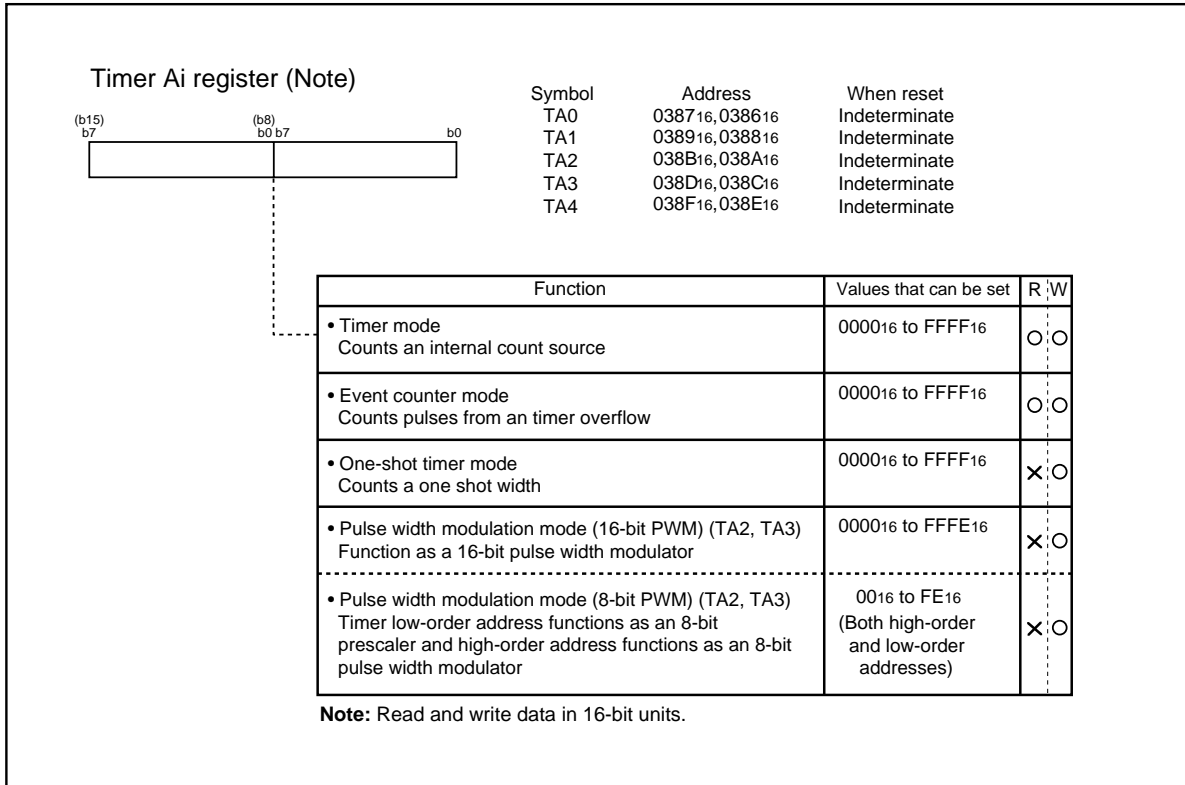 Timer Ai register (Note)
(b15) (b8)
b7 b0 b7 b0
Symbol Address When reset
TA0 038716,038616 Indeterminate
TA1 038916,038816 Indeterminate
TA2 038B16,038A16 Indeterminate
TA3 038D16,038C16 Indeterminate
TA4 038F16,038E16 Indeterminate
Function Values that can be set R W
• Timer mode 000016 to FFFF16
Counts an internal count source
• Event counter mode 000016 to FFFF16
Counts pulses from an timer overflow
• One-shot timer mode 000016 to FFFF16
Counts a one shot width
• Pulse width modulation mode (16-bit PWM) (TA2, TA3) 000016 to FFFE16
Function as a 16-bit pulse width modulator
• Pulse width modulation mode (8-bit PWM) (TA2, TA3) 0016 to FE16
Timer low-order address functions as an 8-bit (Both high-order
prescaler and high-order address functions as an 8-bit and low-order
pulse width modulator addresses)
Note: Read and write data in 16-bit units.